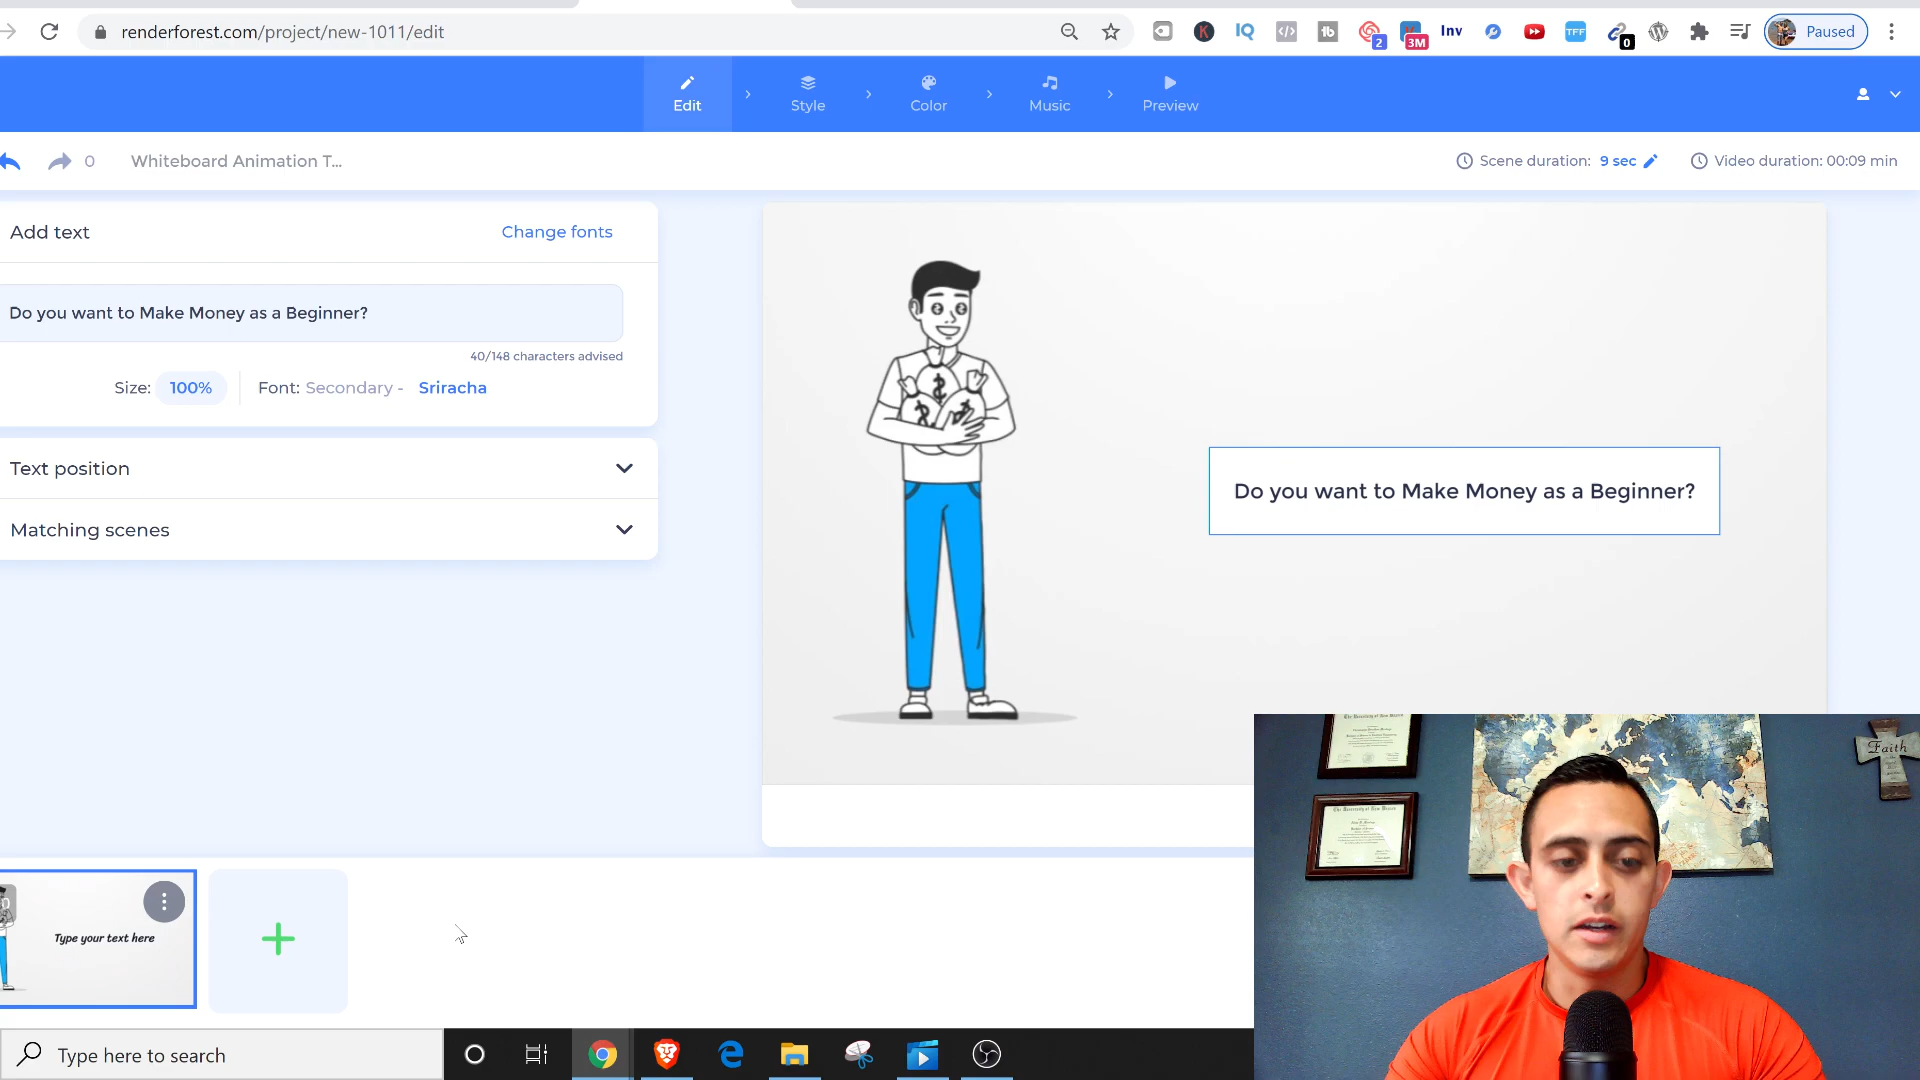 renderforest.com/project/new-1011/edit
IQ
K
tb
2
3M
Inv
TFF
0
Paused
Edit
Style
Color
Music
Preview
0
Whiteboard Animation T...
Scene duration: 9 sec
Video duration: 00:09 min
Add text
Change fonts
Do you want to Make Money as a Beginner?
40/148 characters advised
Size: 100%
Font: Secondary - Sriracha
Text position
Matching scenes
Do you want to Make Money as a Beginner?
Type your text here
Faith
Type here to search